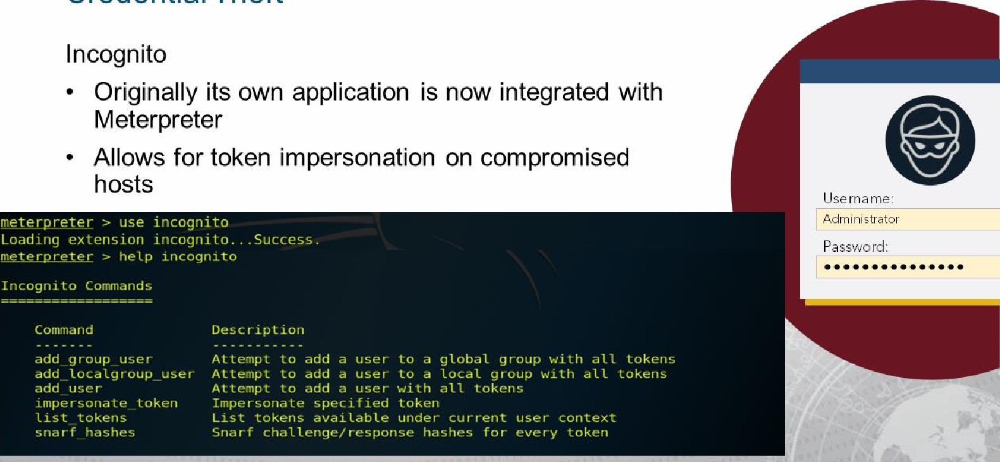 Credential Theft
Incognito
• Originally its own application is now integrated with
Meterpreter
• Allows for token impersonation on compromised
hosts
meterpreter > use incognito
Loading extension incognito...Success.
meterpreter > help incognito
Incognito Commands
==================
Command Description
------- -----------
add_group_user Attempt to add a user to a global group with all tokens
add_localgroup_user Attempt to add a user to a local group with all tokens
add_user Attempt to add a user with all tokens
impersonate_token Impersonate specified token
list_tokens List tokens available under current user context
snarf_hashes Snarf challenge/response hashes for every token
Username:
Administrator
Password:
•••••••••••••••